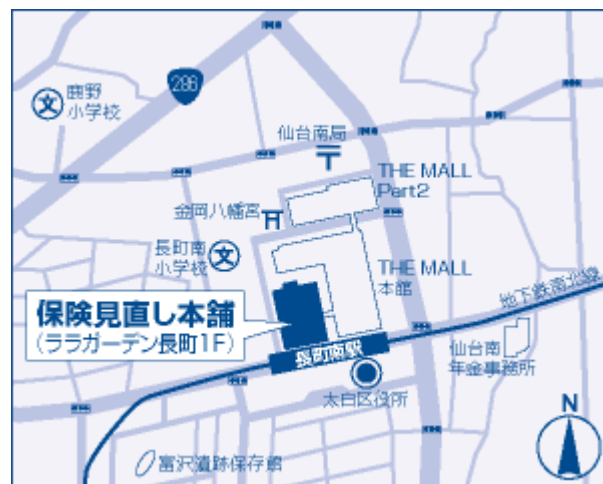 286
鹿野
小学校
仙台南局
THE MALL
Part2
金岡八幡宮
長町南
小学校
THE MALL
本館
地下鉄南北線
保険見直し本舗
(ララガーデン長町1F)
長町南駅
仙台南
年金事務所
太白区役所
富沢遺跡保存館
N
文
文